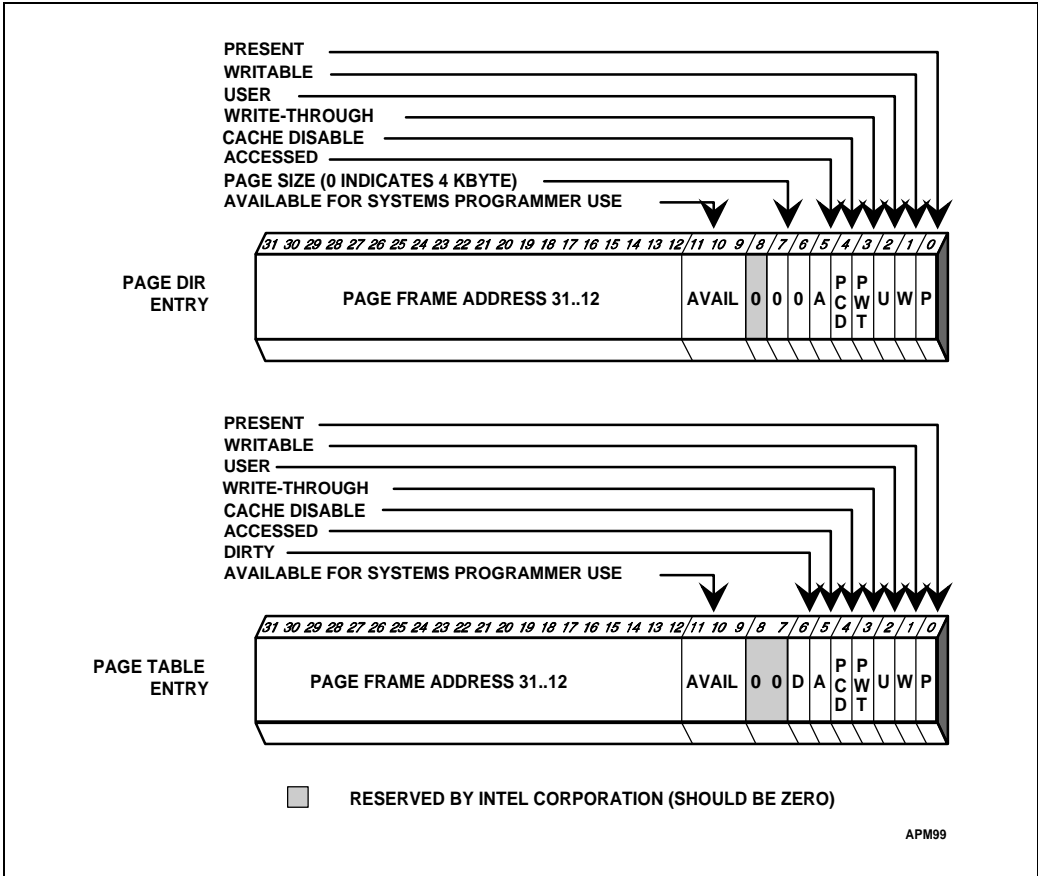 PRESENT
WRITABLE
USER
WRITE-THROUGH
CACHE DISABLE
ACCESSED
PAGE SIZE (0 INDICATES 4 KBYTE)
AVAILABLE FOR SYSTEMS PROGRAMMER USE
31 30 29 28 27 26 25 24 23 22 21 20 19 18 17 16 15 14 13 12 11 10 9 8 7 6 5 4 3 2 1 0
PAGE DIR
ENTRY
PAGE FRAME ADDRESS 31..12 AVAIL 0 0 0 A PCD PWT U W P
PRESENT
WRITABLE
USER
WRITE-THROUGH
CACHE DISABLE
ACCESSED
DIRTY
AVAILABLE FOR SYSTEMS PROGRAMMER USE
31 30 29 28 27 26 25 24 23 22 21 20 19 18 17 16 15 14 13 12 11 10 9 8 7 6 5 4 3 2 1 0
PAGE TABLE
ENTRY
PAGE FRAME ADDRESS 31..12 AVAIL 0 0 D A PCD PWT U W P
RESERVED BY INTEL CORPORATION (SHOULD BE ZERO)
APM99